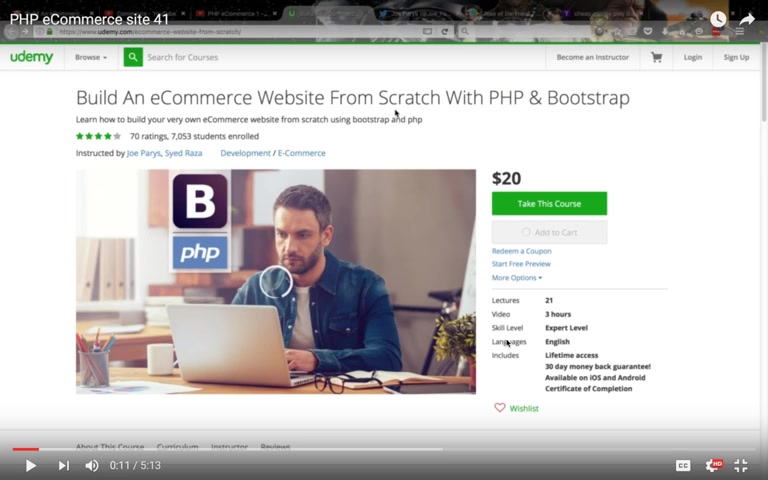 PHP eCommerce site 41
https://www.udemy.com/ecommerce-website-from-scratch/
udemy
Browse
Search for Courses
Become an Instructor
Login
Sign Up
Build An eCommerce Website From Scratch With PHP & Bootstrap
Learn how to build your very own eCommerce website from scratch using bootstrap and php
70 ratings, 7,053 students enrolled
Instructed by Joe Parys, Syed Raza Development / E-Commerce
B
php
$20
Take This Course
Add to Cart
Redeem a Coupon
Start Free Preview
More Options
Lectures 21
Video 3 hours
Skill Level Expert Level
Languages English
Includes Lifetime access
30 day money back guarantee!
Available on iOS and Android
Certificate of Completion
Wishlist
About This Course Curriculum Instructor Reviews
0:11 / 5:13
CC
HD